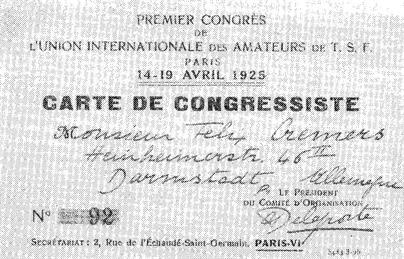 PREMIER CONGRÈS
DE
L'UNION INTERNATIONALE DES AMATEURS DE T. S. F.
PARIS
14-19 AVRIL 1925
CARTE DE CONGRESSISTE
Monsieur Felix Cremers
Heinheimerstr. 46 II
Darmstadt Allemagne
LE PRÉSIDENT
DU COMITÉ D'ORGANISATION
No 92
Deloporte
SECRÉTARIAT : 2, Rue de l'Échaudé-Saint-Germain, PARIS-VI